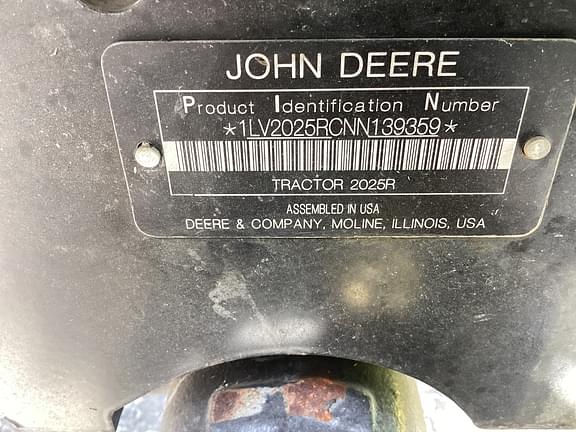 JOHN DEERE
Product Identification Number
*1LV2025RCNN139359*
TRACTOR 2025R
ASSEMBLED IN USA
DEERE & COMPANY, MOLINE, ILLINOIS, USA